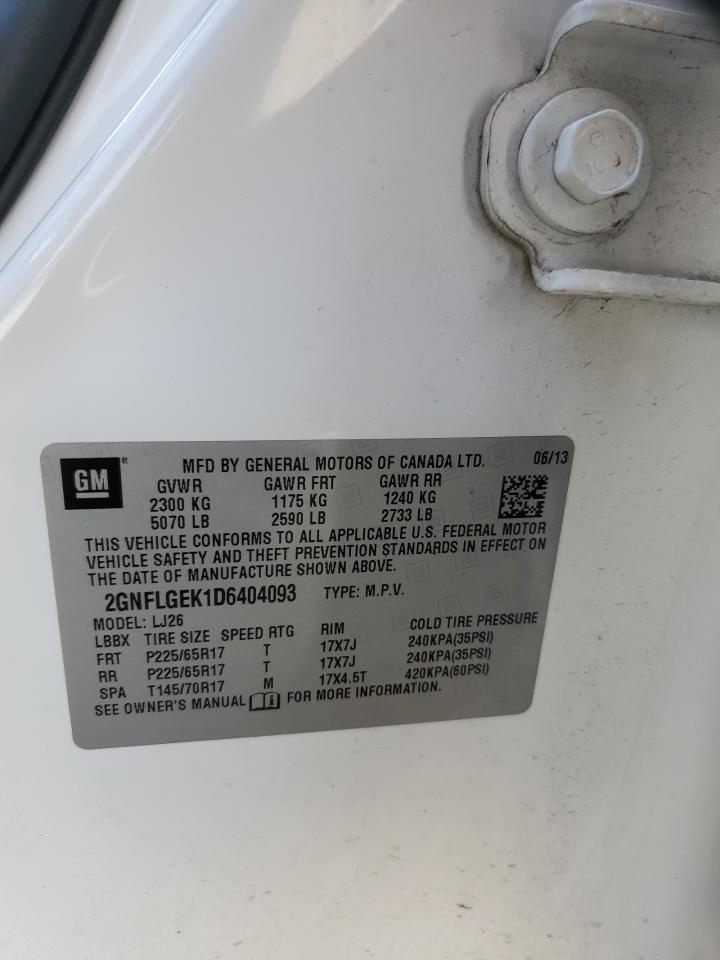 GM ®
MFD BY GENERAL MOTORS OF CANADA LTD. 06/13
GVWR GAWR FRT GAWR RR
2300 KG 1175 KG 1240 KG
5070 LB 2590 LB 2733 LB
THIS VEHICLE CONFORMS TO ALL APPLICABLE U.S. FEDERAL MOTOR
VEHICLE SAFETY AND THEFT PREVENTION STANDARDS IN EFFECT ON
THE DATE OF MANUFACTURE SHOWN ABOVE.
2GNFLGEK1D6404093 TYPE: M.P.V.
MODEL: LJ26
LBBX TIRE SIZE SPEED RTG RIM COLD TIRE PRESSURE
FRT P225/65R17 T 17X7J 240KPA(35PSI)
RR P225/65R17 T 17X7J 240KPA(35PSI)
SPA T145/70R17 M 17X4.5T 420KPA(60PSI)
SEE OWNER'S MANUAL FOR MORE INFORMATION.